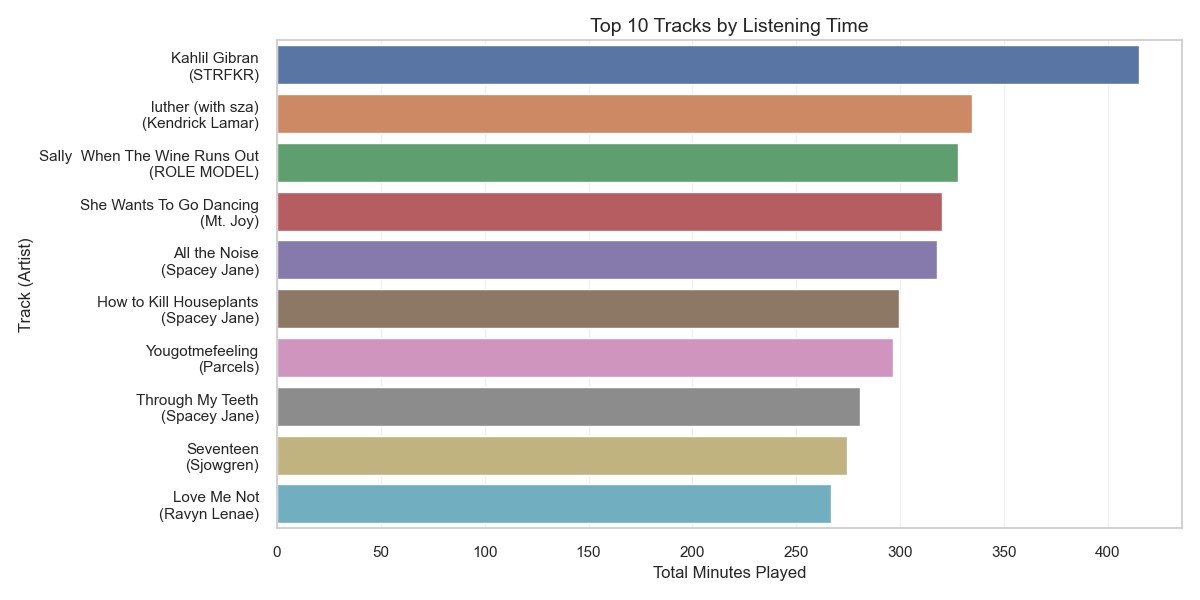 Top 10 Tracks by Listening Time
Kahlil Gibran
(STRFKR)
luther (with sza)
(Kendrick Lamar)
Sally  When The Wine Runs Out
(ROLE MODEL)
She Wants To Go Dancing
(Mt. Joy)
All the Noise
(Spacey Jane)
How to Kill Houseplants
(Spacey Jane)
Yougotmefeeling
(Parcels)
Through My Teeth
(Spacey Jane)
Seventeen
(Sjowgren)
Love Me Not
(Ravyn Lenae)
Track (Artist)
0 50 100 150 200 250 300 350 400
Total Minutes Played